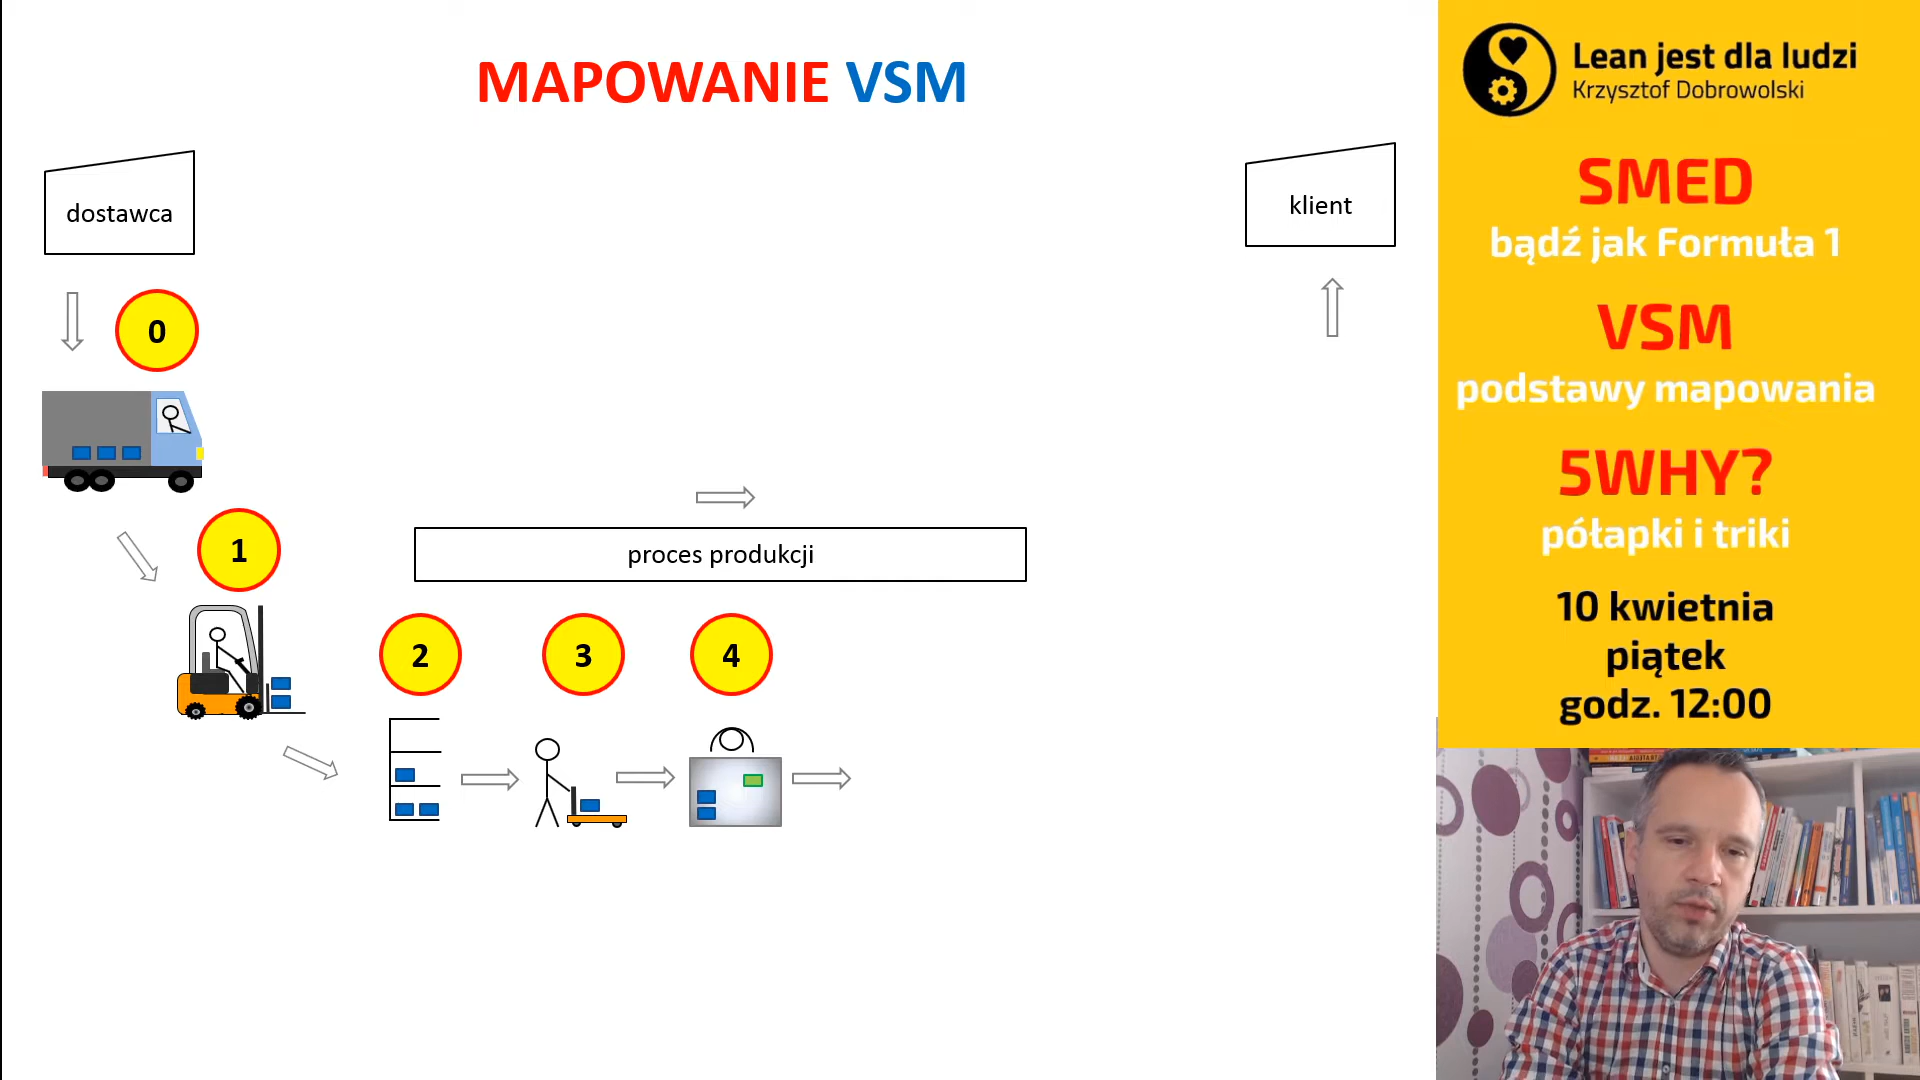 MAPOWANIE VSM
dostawca
klient
0
1
proces produkcji
2
3
4
Lean jest dla ludzi
Krzysztof Dobrowolski
SMED
bądź jak Formuła 1
VSM
podstawy mapowania
5WHY?
półapki i triki
10 kwietnia
piątek
godz. 12:00